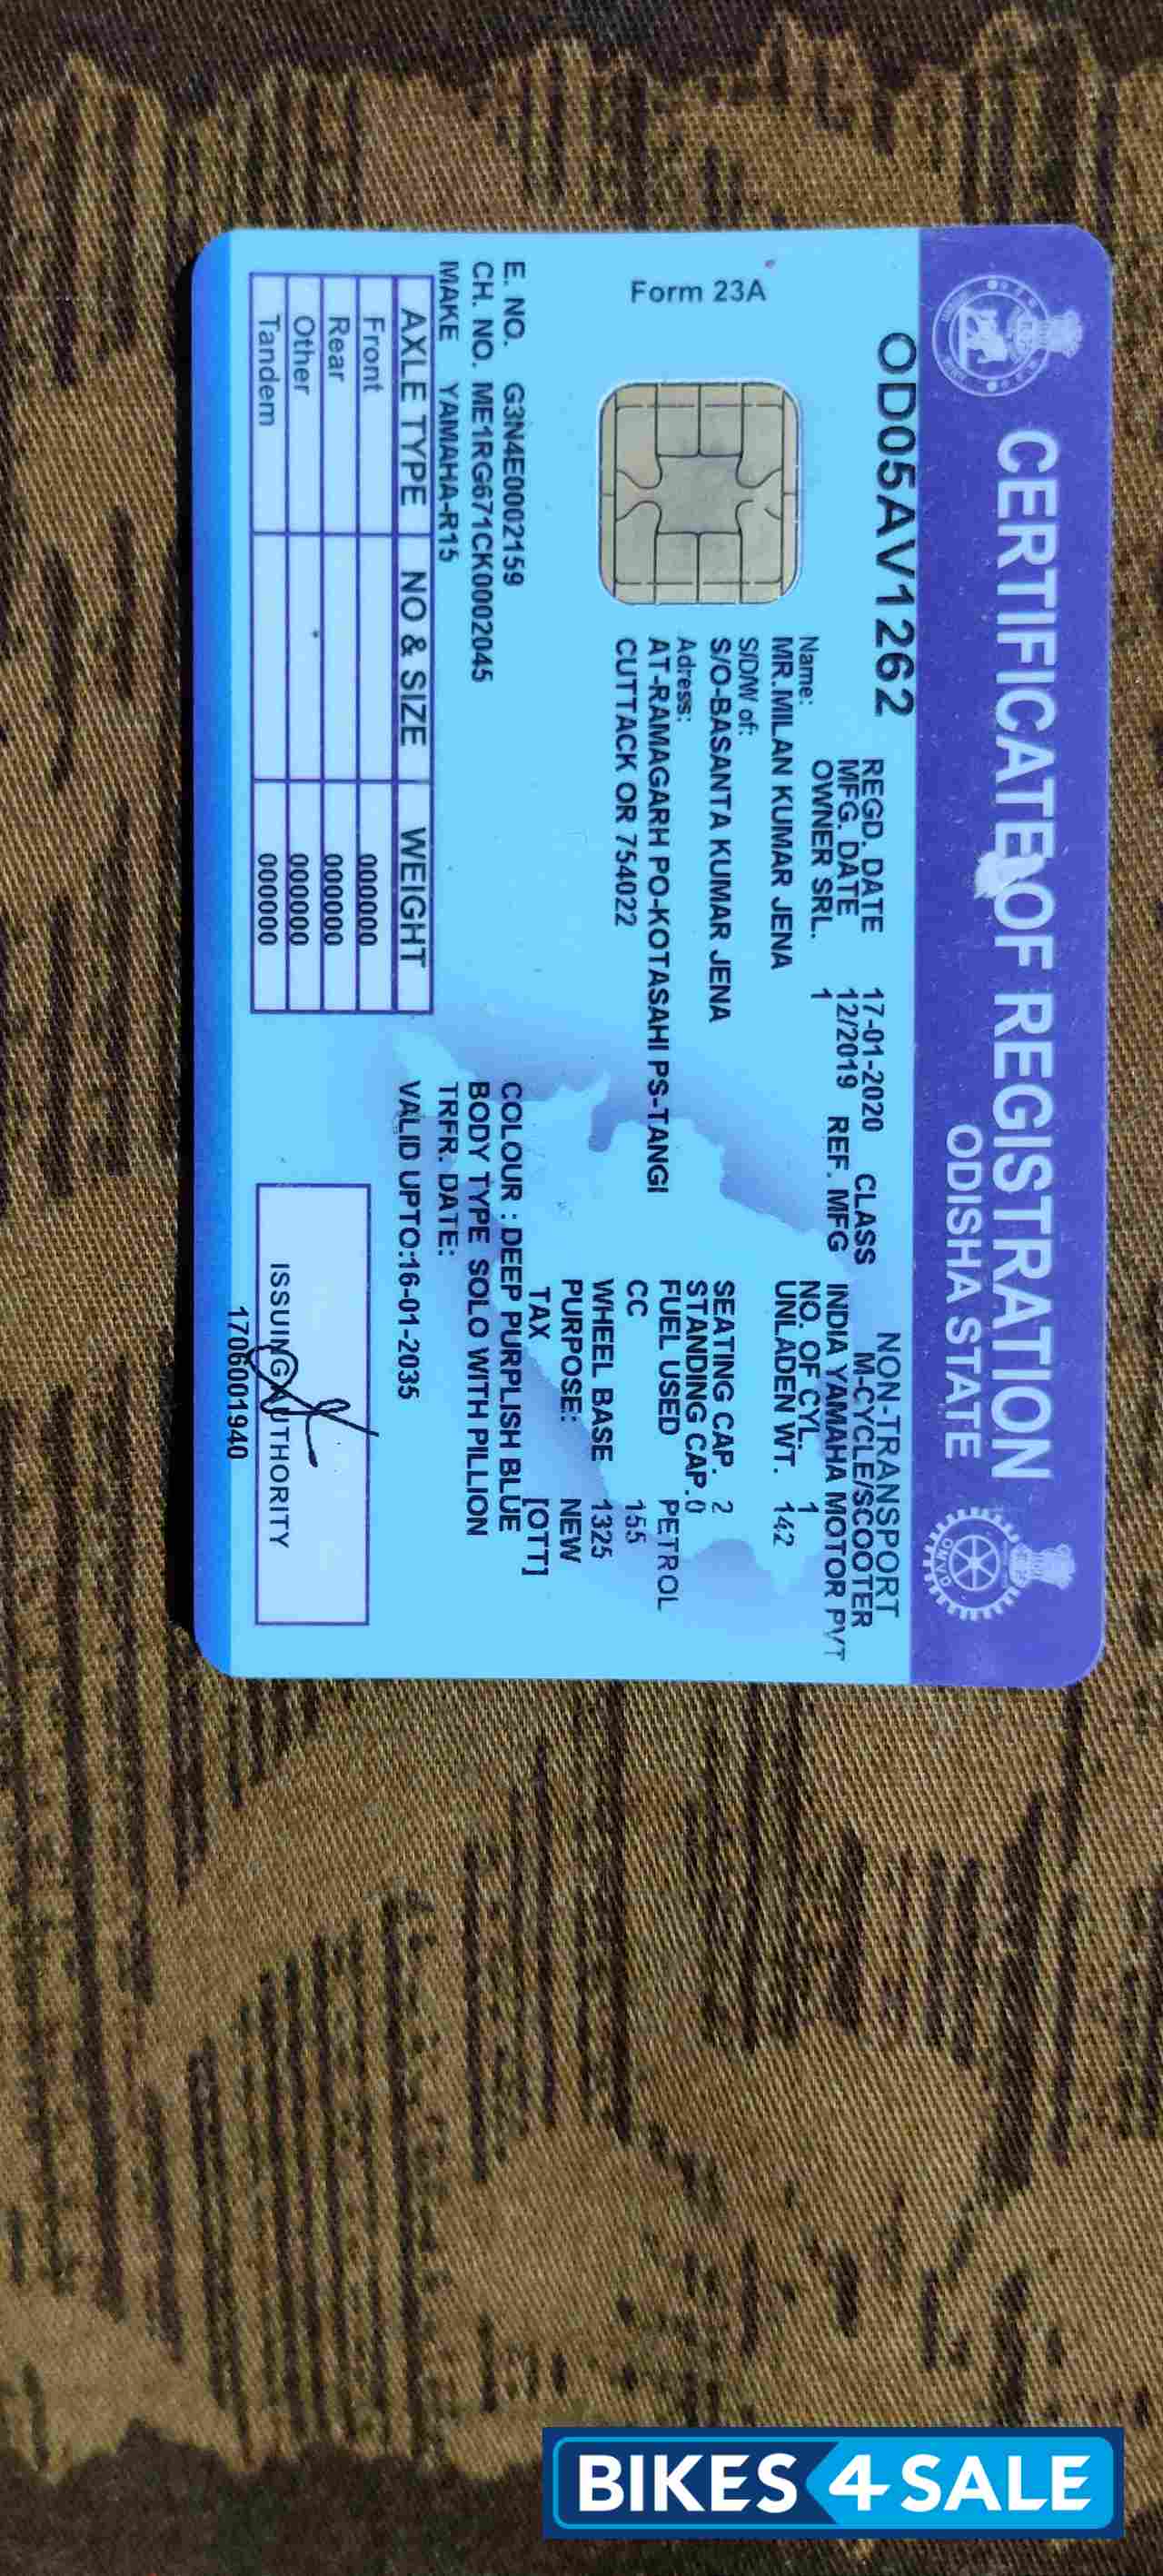 CERTIFICATE OF REGISTRATION
ODISHA STATE
OD05AV1262
REGD. DATE 17-01-2020 CLASS NON-TRANSPORT
M-CYCLE/SCOOTER
MFG. DATE 12/2019 REF. MFG INDIA YAMAHA MOTOR PVT
OWNER SRL. 1
NO. OF CYL. 1
Name:
MR.MILAN KUMAR JENA
UNLADEN WT. 142
S/D/W of:
S/O-BASANTA KUMAR JENA
SEATING CAP. 2
STANDING CAP.0
Adress:
AT-RAMAGARH PO-KOTASAHI PS-TANGI
CUTTACK OR 754022
FUEL USED PETROL
CC 155
WHEEL BASE 1325
PURPOSE: NEW
TAX [OTT]
Form 23A
E. NO. G3N4E0002159
CH. NO. ME1RG671CK0002045
MAKE YAMAHA-R15
COLOUR : DEEP PURPLISH BLUE
BODY TYPE SOLO WITH PILLION
TRFR. DATE:
VALID UPTO:16-01-2035
AXLE TYPE NO & SIZE WEIGHT
Front 000000
Rear 000000
Other 000000
Tandem 000000
ISSUING AUTHORITY
1706001940
BIKES4SALE